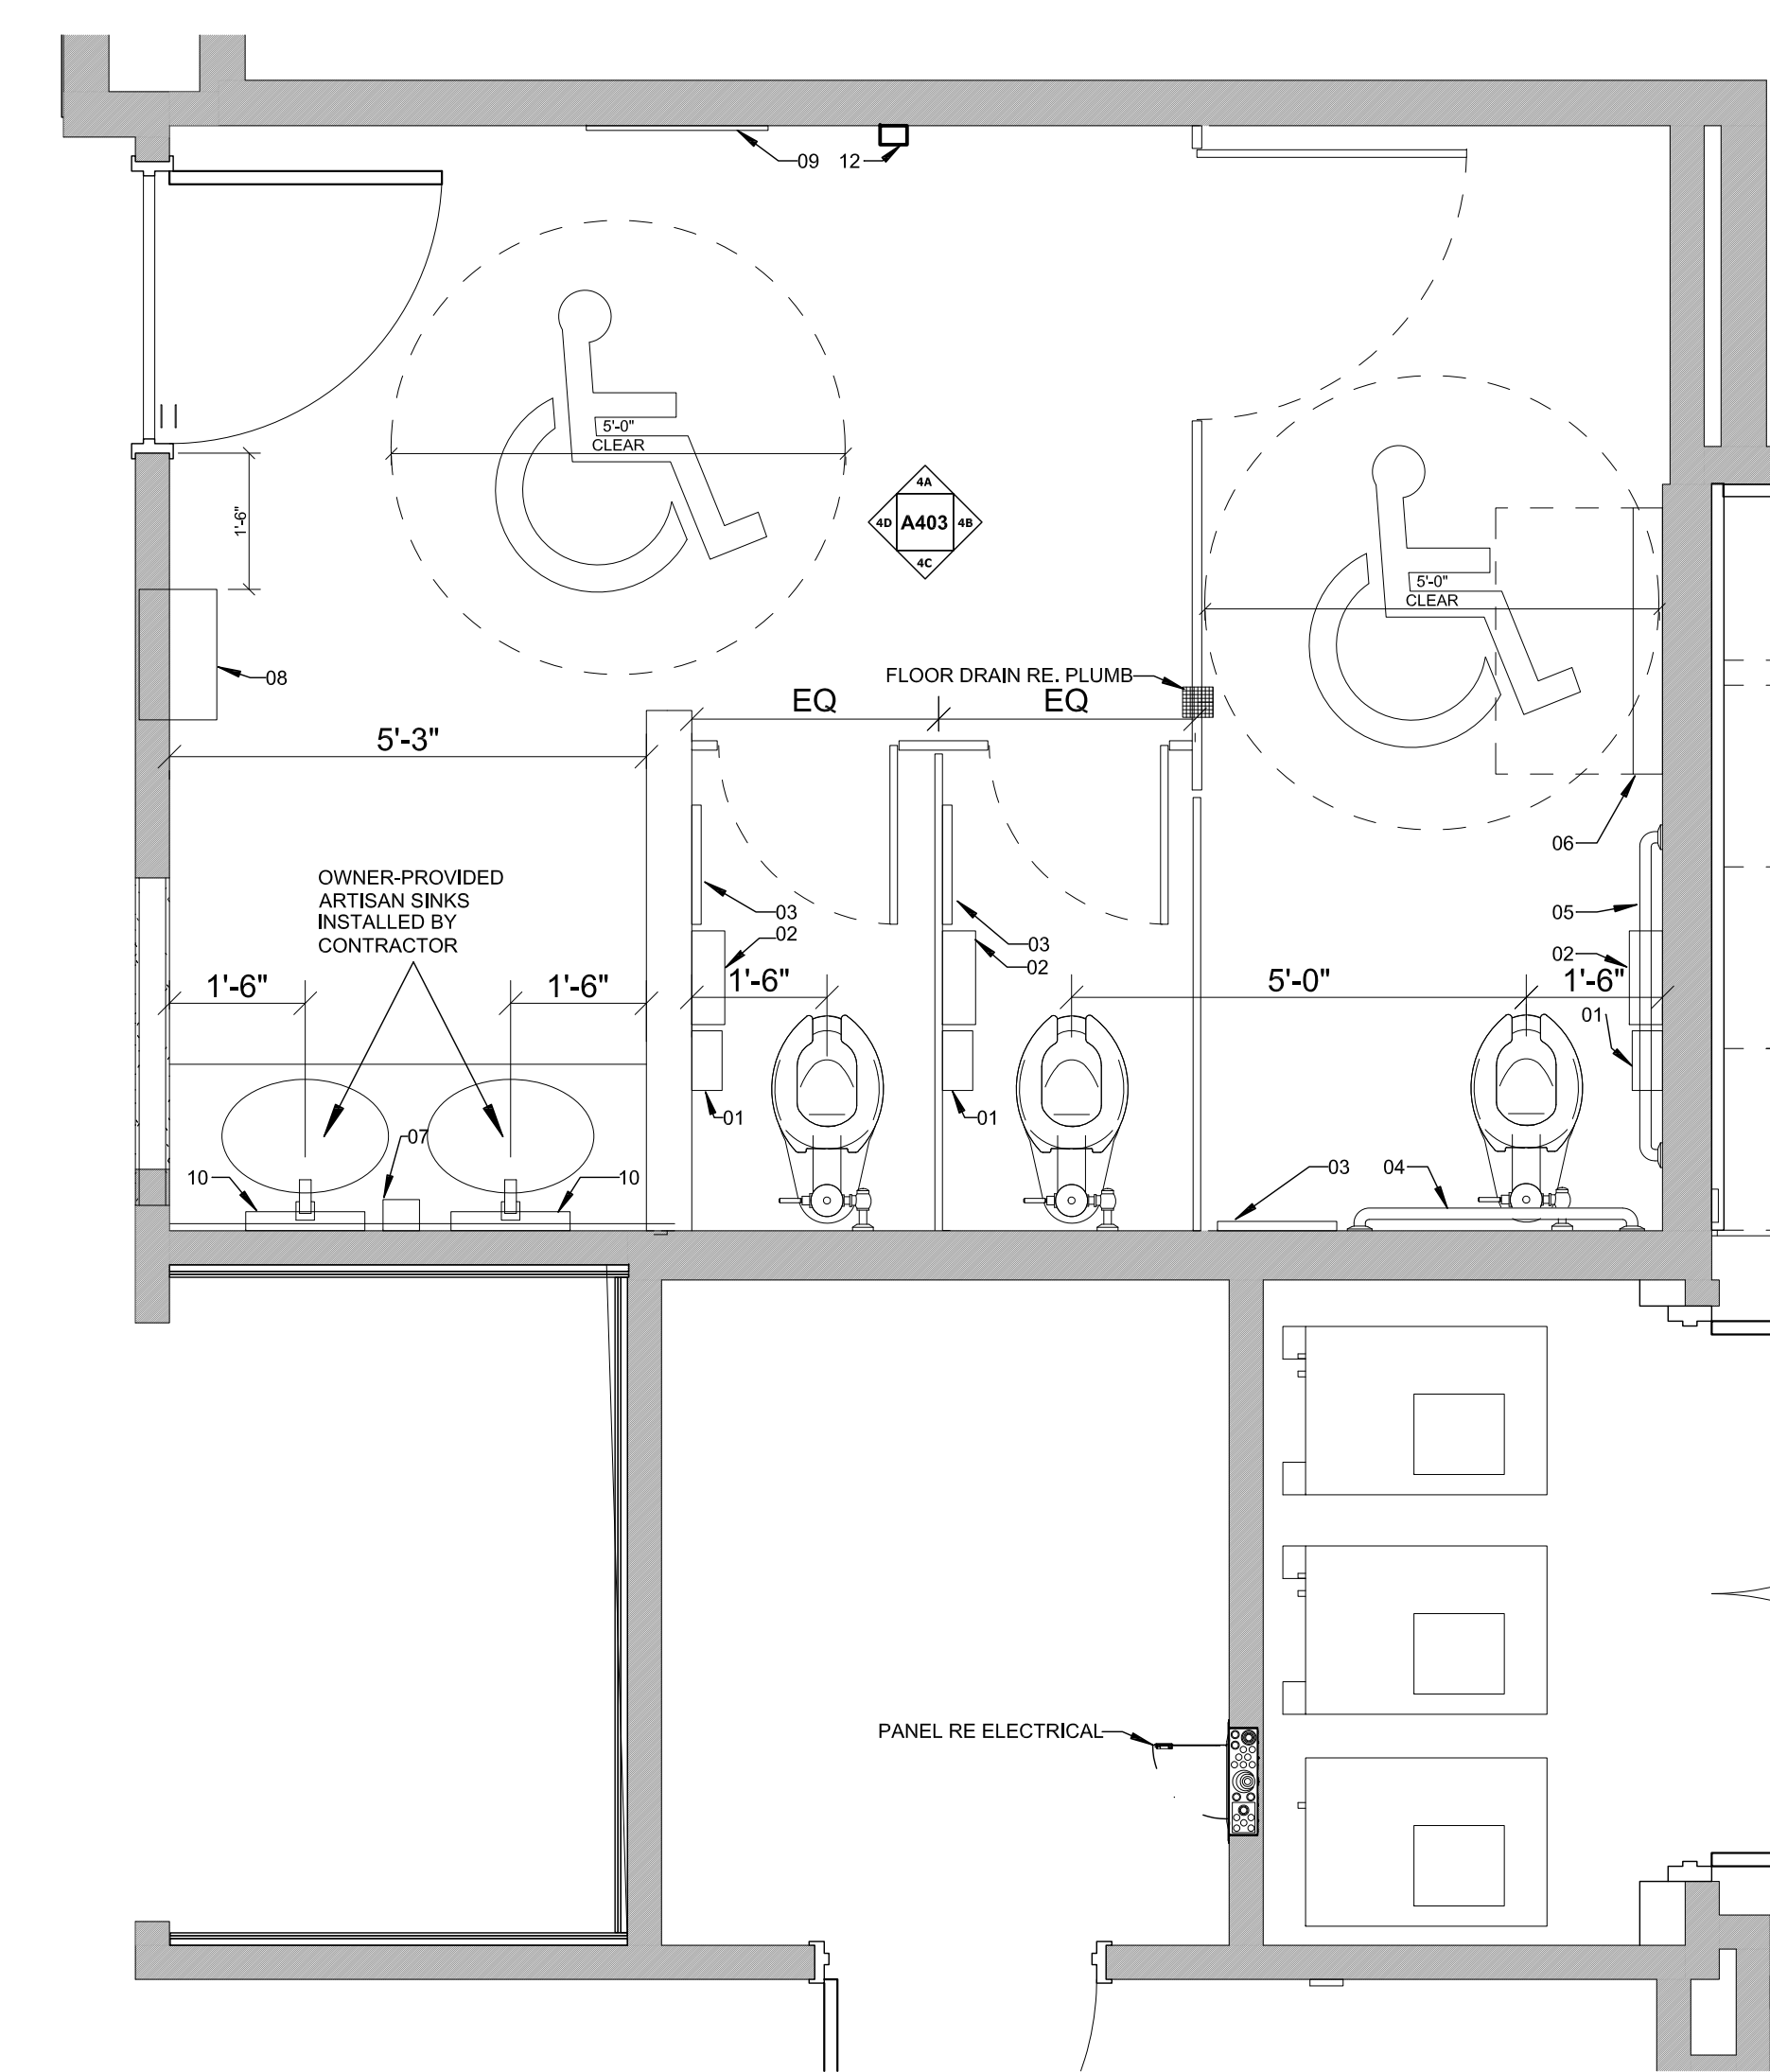 09
12
5'-0"
CLEAR
4A
4D
A403
4B
4C
1'-6"
5'-0"
CLEAR
08
FLOOR DRAIN RE. PLUMB
EQ
EQ
5'-3"
06
OWNER-PROVIDED
ARTISAN SINKS
INSTALLED BY
CONTRACTOR
03
02
03
02
05
02
1'-6"
1'-6"
1'-6"
5'-0"
1'-6"
01
01
01
07
10
10
03
04
PANEL RE ELECTRICAL